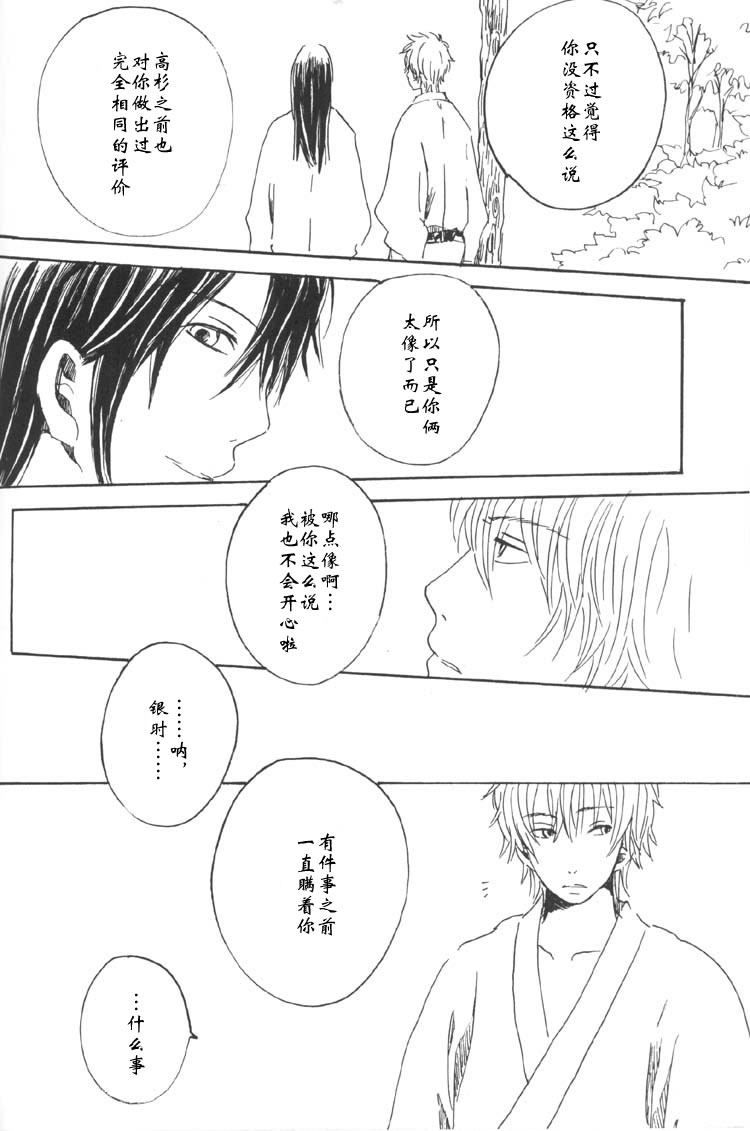 只不过觉得
你没资格这么说
高杉之前也
对你做出过
完全相同的评价
所以只是你俩
太像了而已
哪点像啊…
被你这么说
我也不会开心啦
……呐，
银时……
有件事之前
一直瞒着你
…什么事